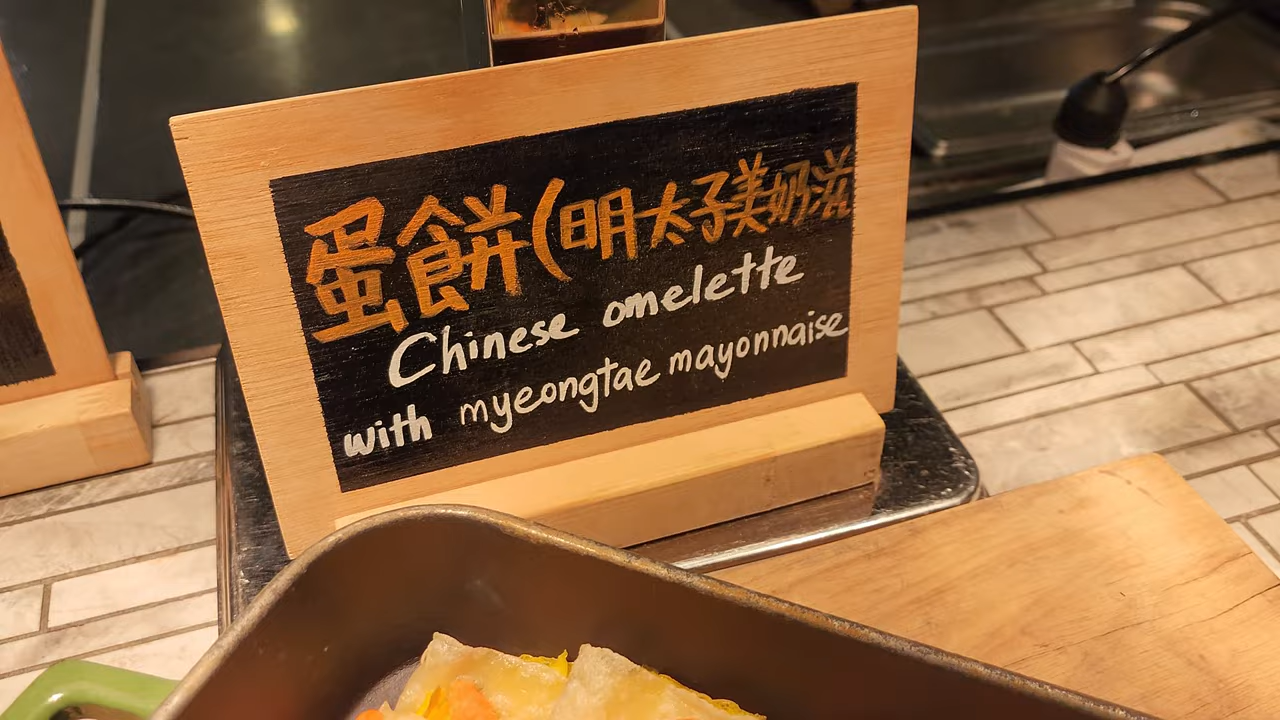 蛋餅(明太子美奶滋
Chinese omelette
with myeongtae mayonnaise